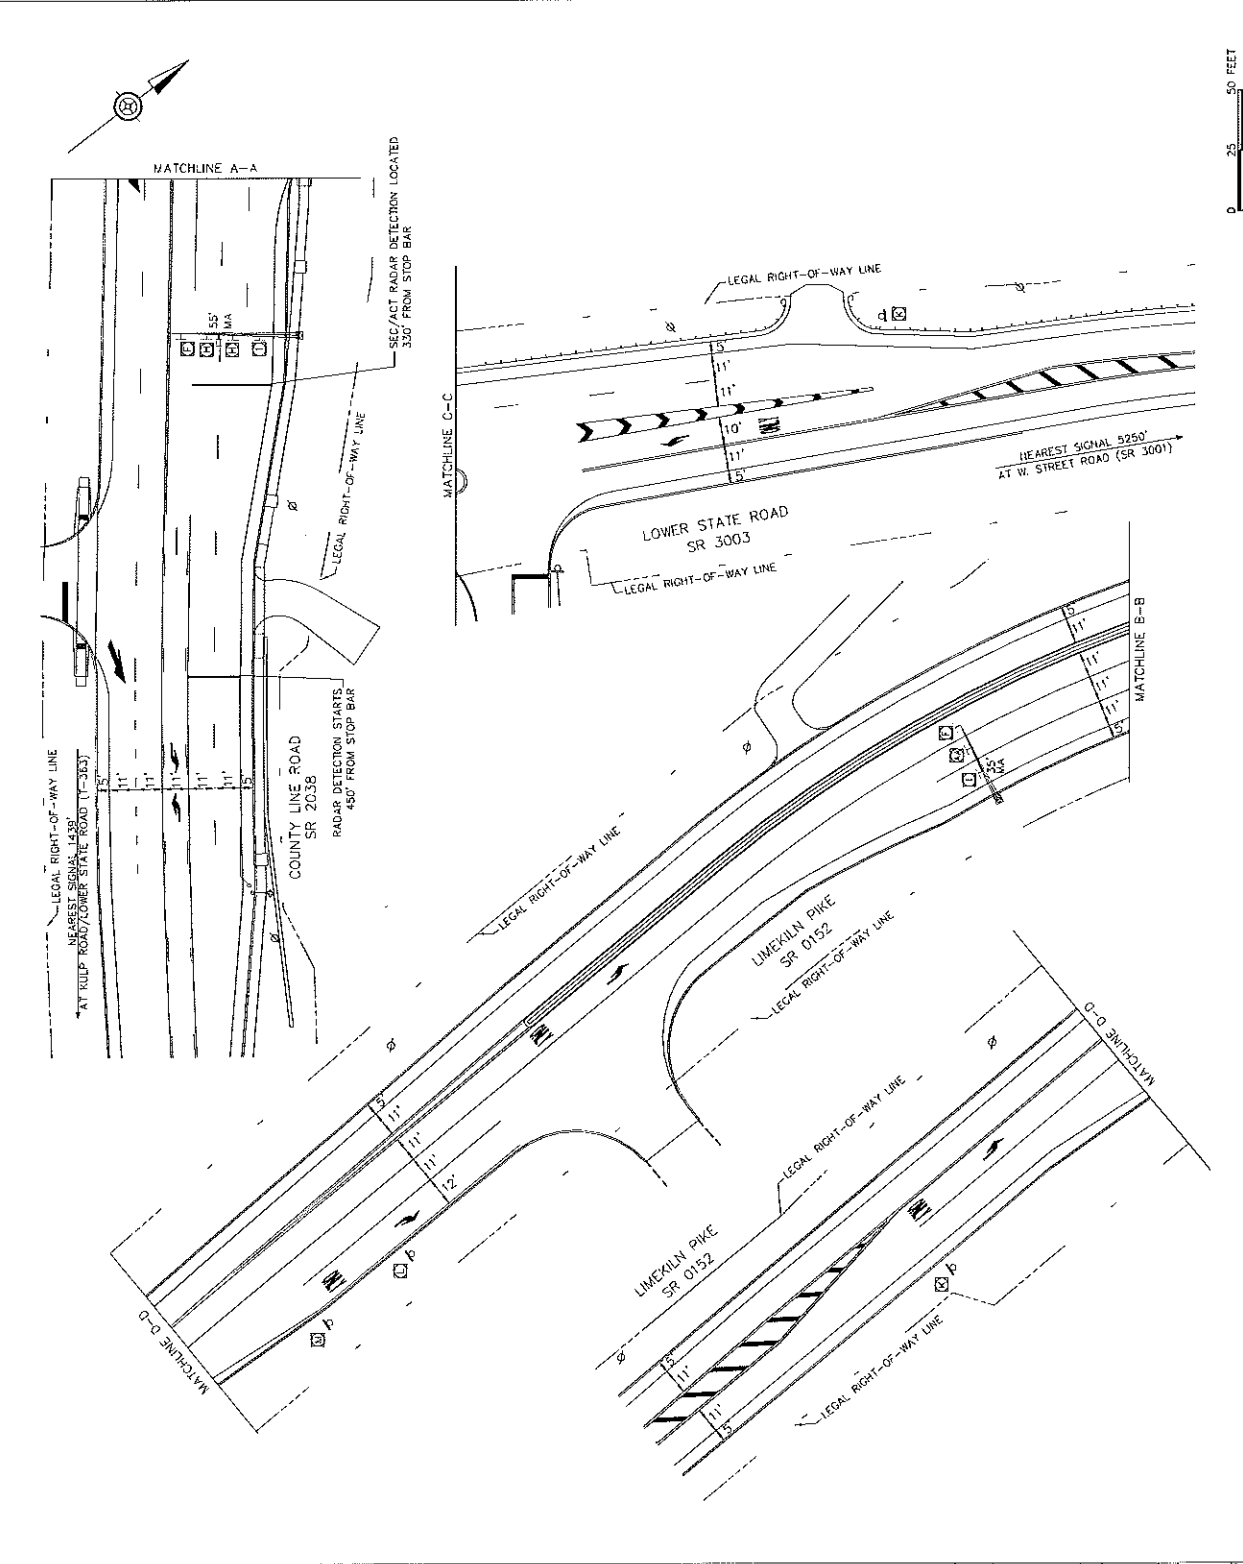 MATCHLINE A-A
SEC/ACT RADAR DETECTION LOCATED
330' FROM STOP BAR
55'
MA
F
H
H
J
LEGAL RIGHT-OF-WAY LINE
LEGAL RIGHT-OF-WAY LINE
NEAREST SIGNAL 1439'
AT KULP ROAD/LOWER STATE ROAD (T-363)
5'
11'
11'
11'
11'
11'
5'
COUNTY LINE ROAD
SR 2038
RADAR DETECTION STARTS
450' FROM STOP BAR
0 25 50 FEET
MATCHLINE C-C
LEGAL RIGHT-OF-WAY LINE
K
5'
11'
11'
10'
11'
5'
ONLY
NEAREST SIGNAL 5250'
AT W. STREET ROAD (SR 3001)
LOWER STATE ROAD
SR 3003
LEGAL RIGHT-OF-WAY LINE
MATCHLINE B-B
5'
11'
11'
11'
11'
5'
F
I
35'
MA
LEGAL RIGHT-OF-WAY LINE
LIMEKILN PIKE
SR 0152
LEGAL RIGHT-OF-WAY LINE
ONLY
5'
11'
11'
11'
12'
ONLY
L
M
MATCHLINE D-D
MATCHLINE D-D
LEGAL RIGHT-OF-WAY LINE
LIMEKILN PIKE
SR 0152
ONLY
K
5'
11'
11'
5'
LEGAL RIGHT-OF-WAY LINE